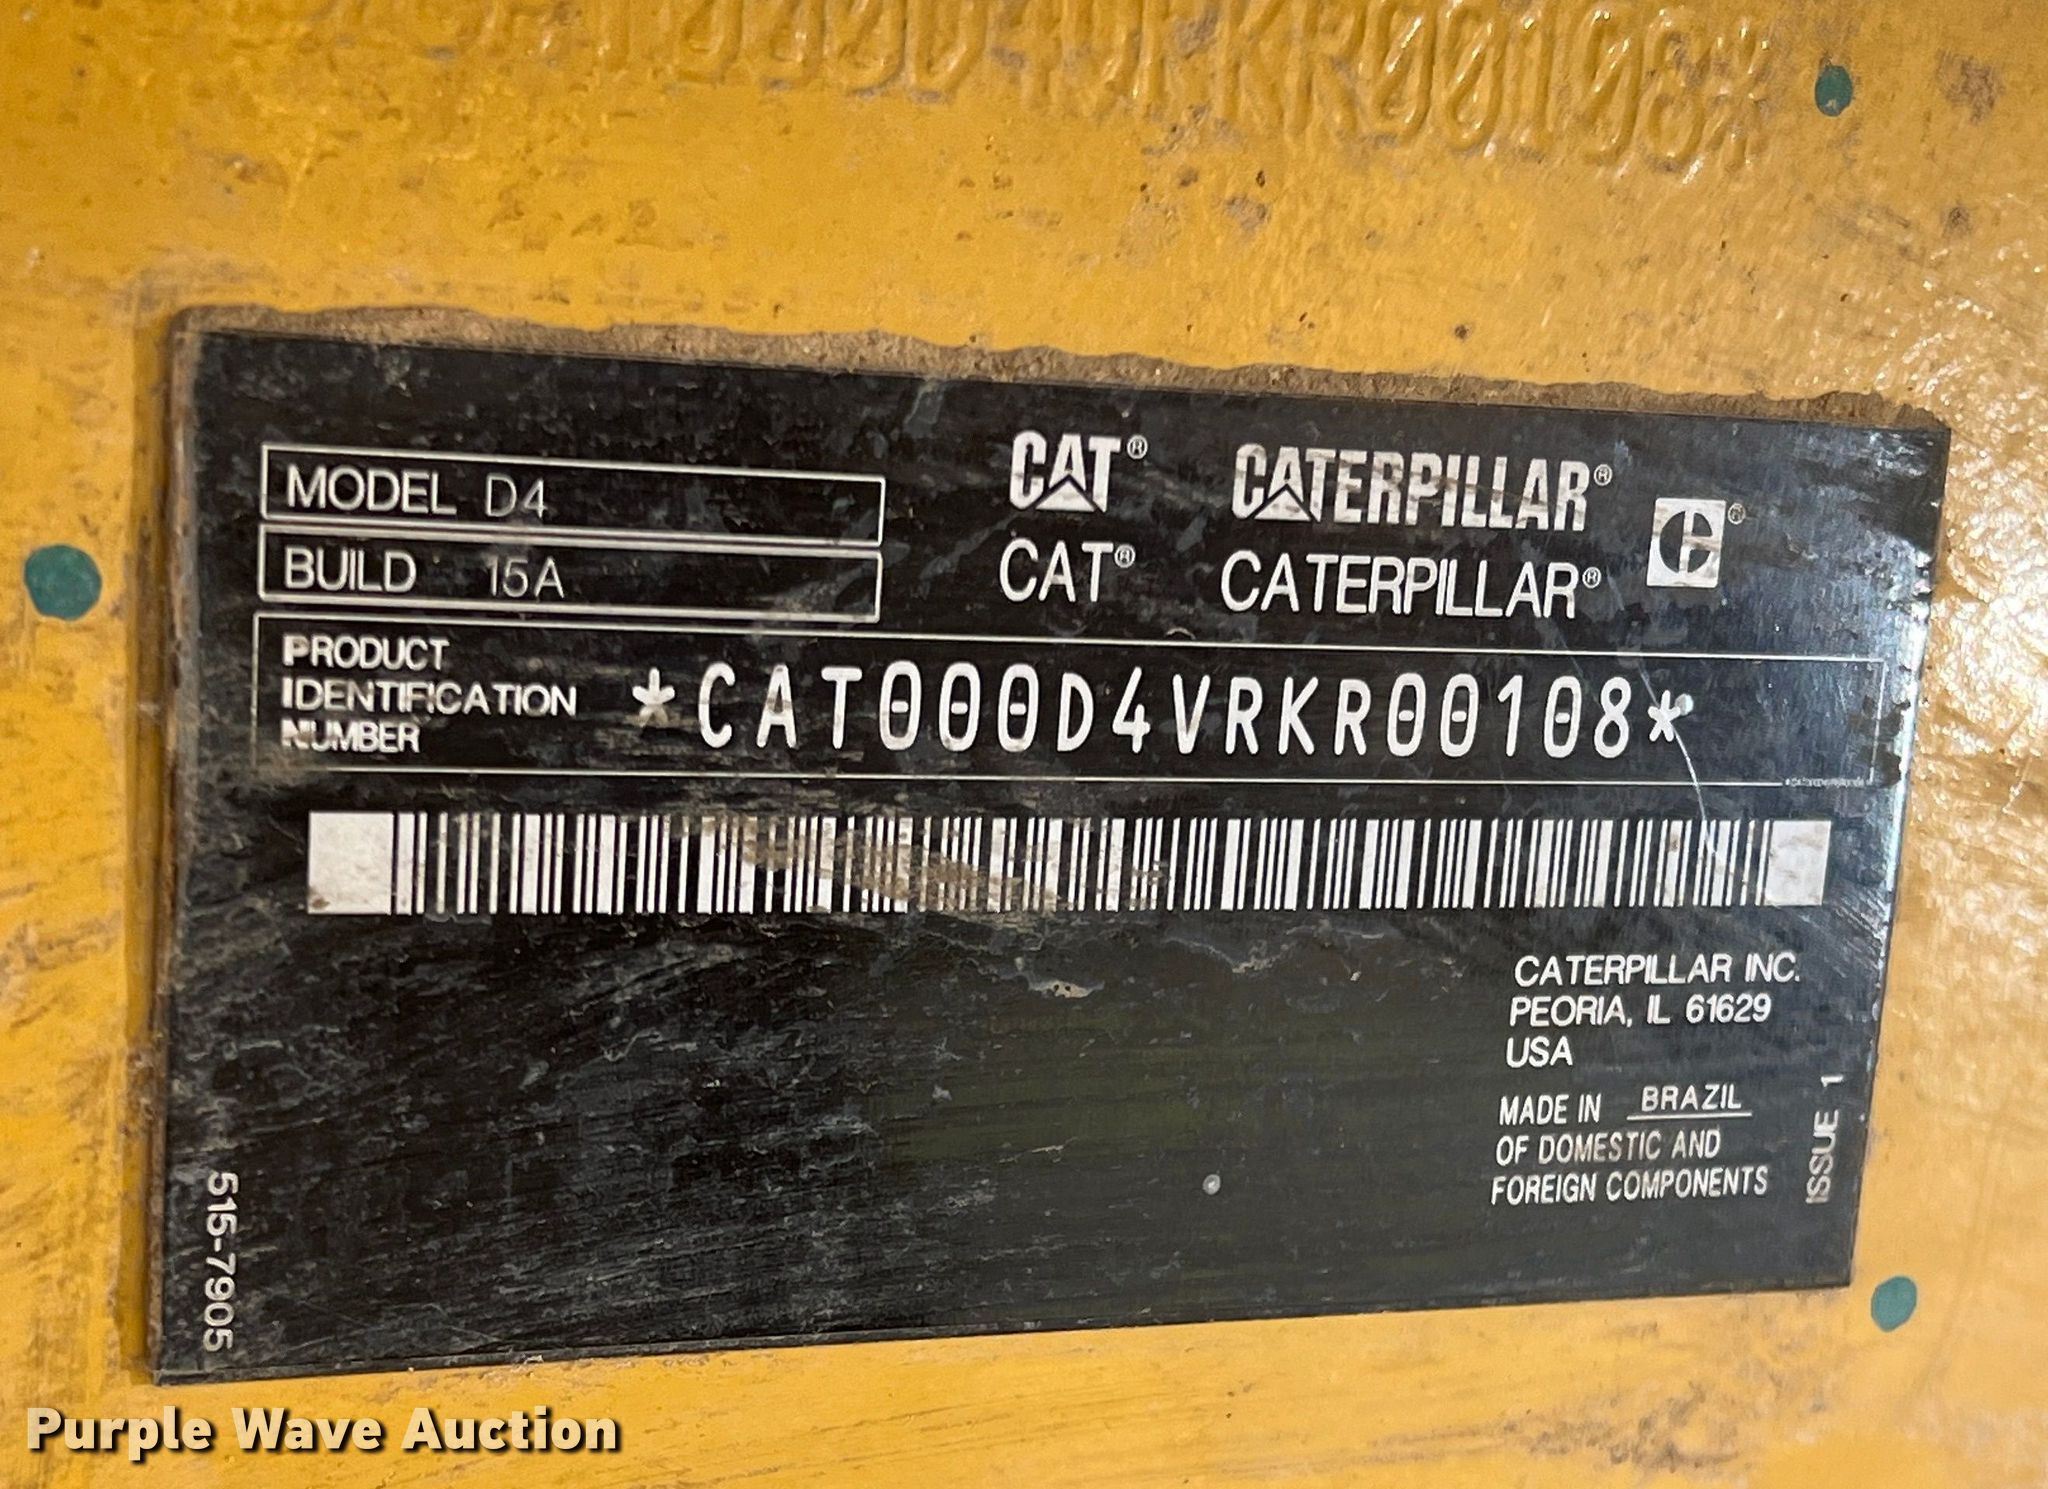 000D4VRKR00108*
MODEL D4
BUILD 15A
CAT® CATERPILLAR®
CAT® CATERPILLAR®
PRODUCT
IDENTIFICATION
NUMBER
*CAT000D4VRKR00108*
CATERPILLAR INC.
PEORIA, IL 61629
USA
MADE IN BRAZIL
OF DOMESTIC AND
FOREIGN COMPONENTS
ISSUE 1
515-7905
Purple Wave Auction